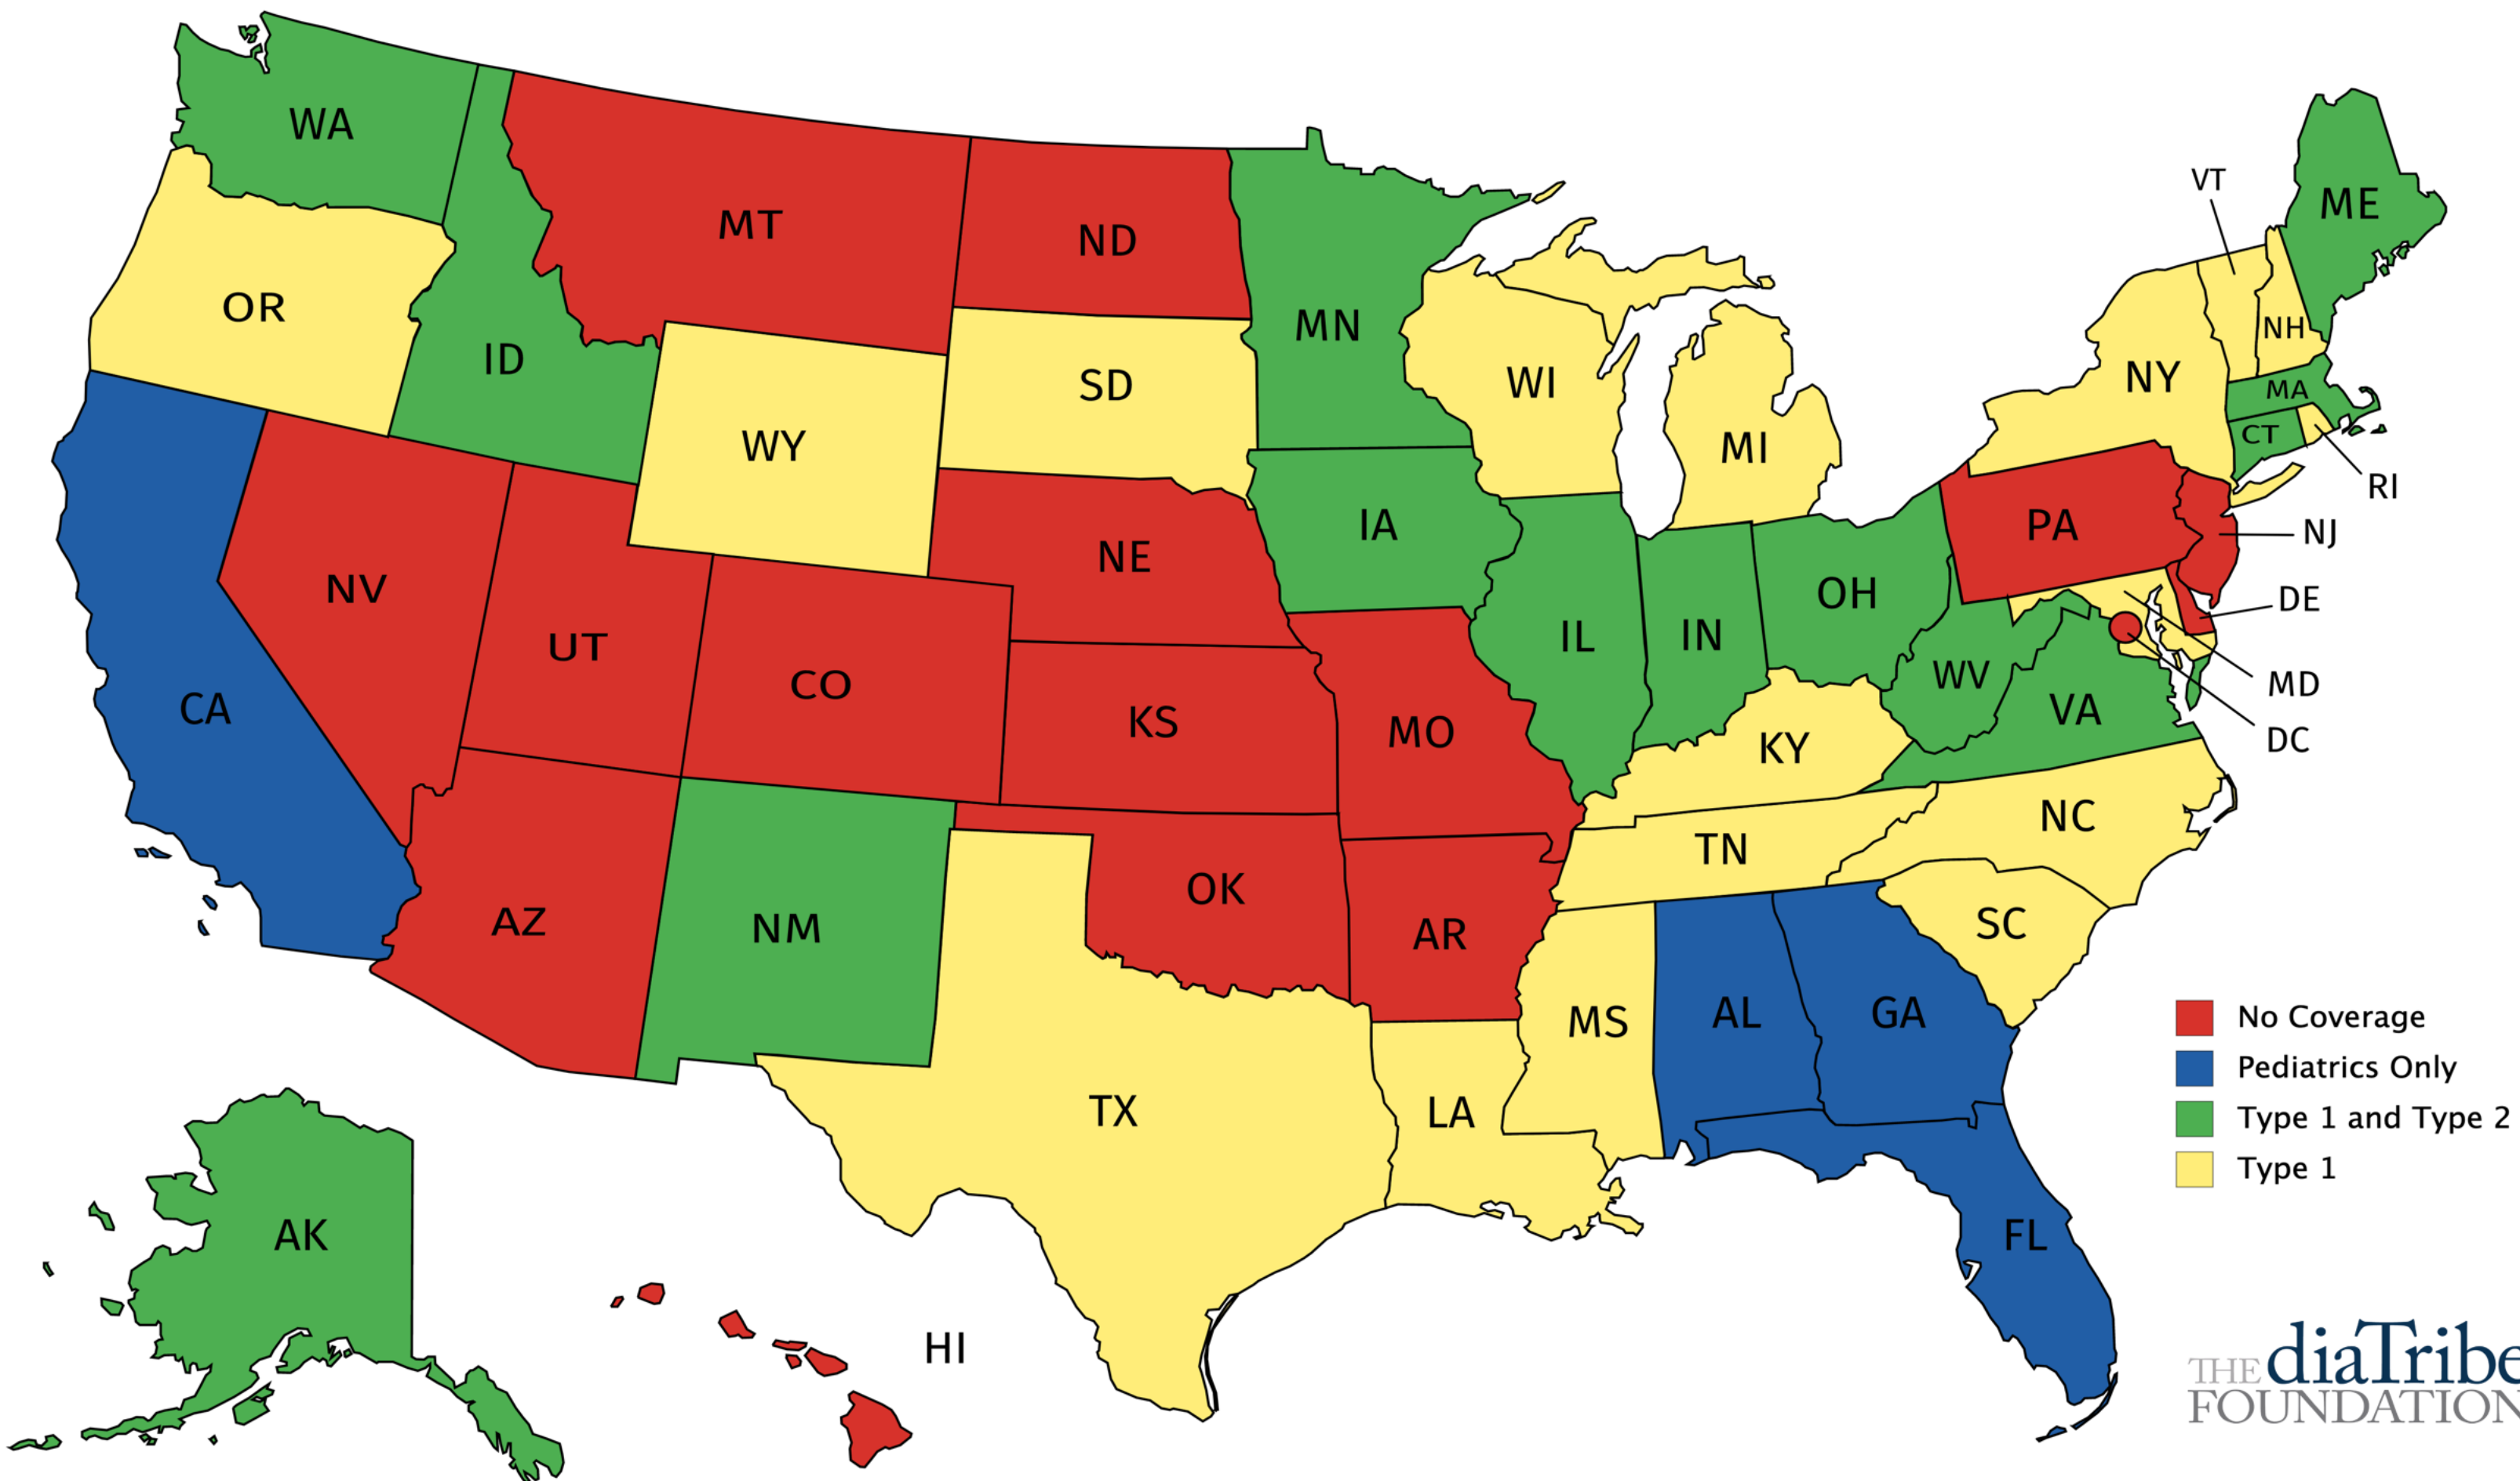 WA
MT
ND
MN
VT
ME
OR
ID
SD
WI
NH
NY
MA
MI
CT
WY
RI
IA
PA
NJ
NE
NV
OH
DE
UT
IL
IN
WV
MD
CO
CA
KS
MO
KY
VA
DC
NC
TN
OK
AZ
NM
AR
SC
MS
AL
GA
No Coverage
Pediatrics Only
TX
LA
Type 1 and Type 2
Type 1
AK
FL
HI
THE diaTribe
FOUNDATION